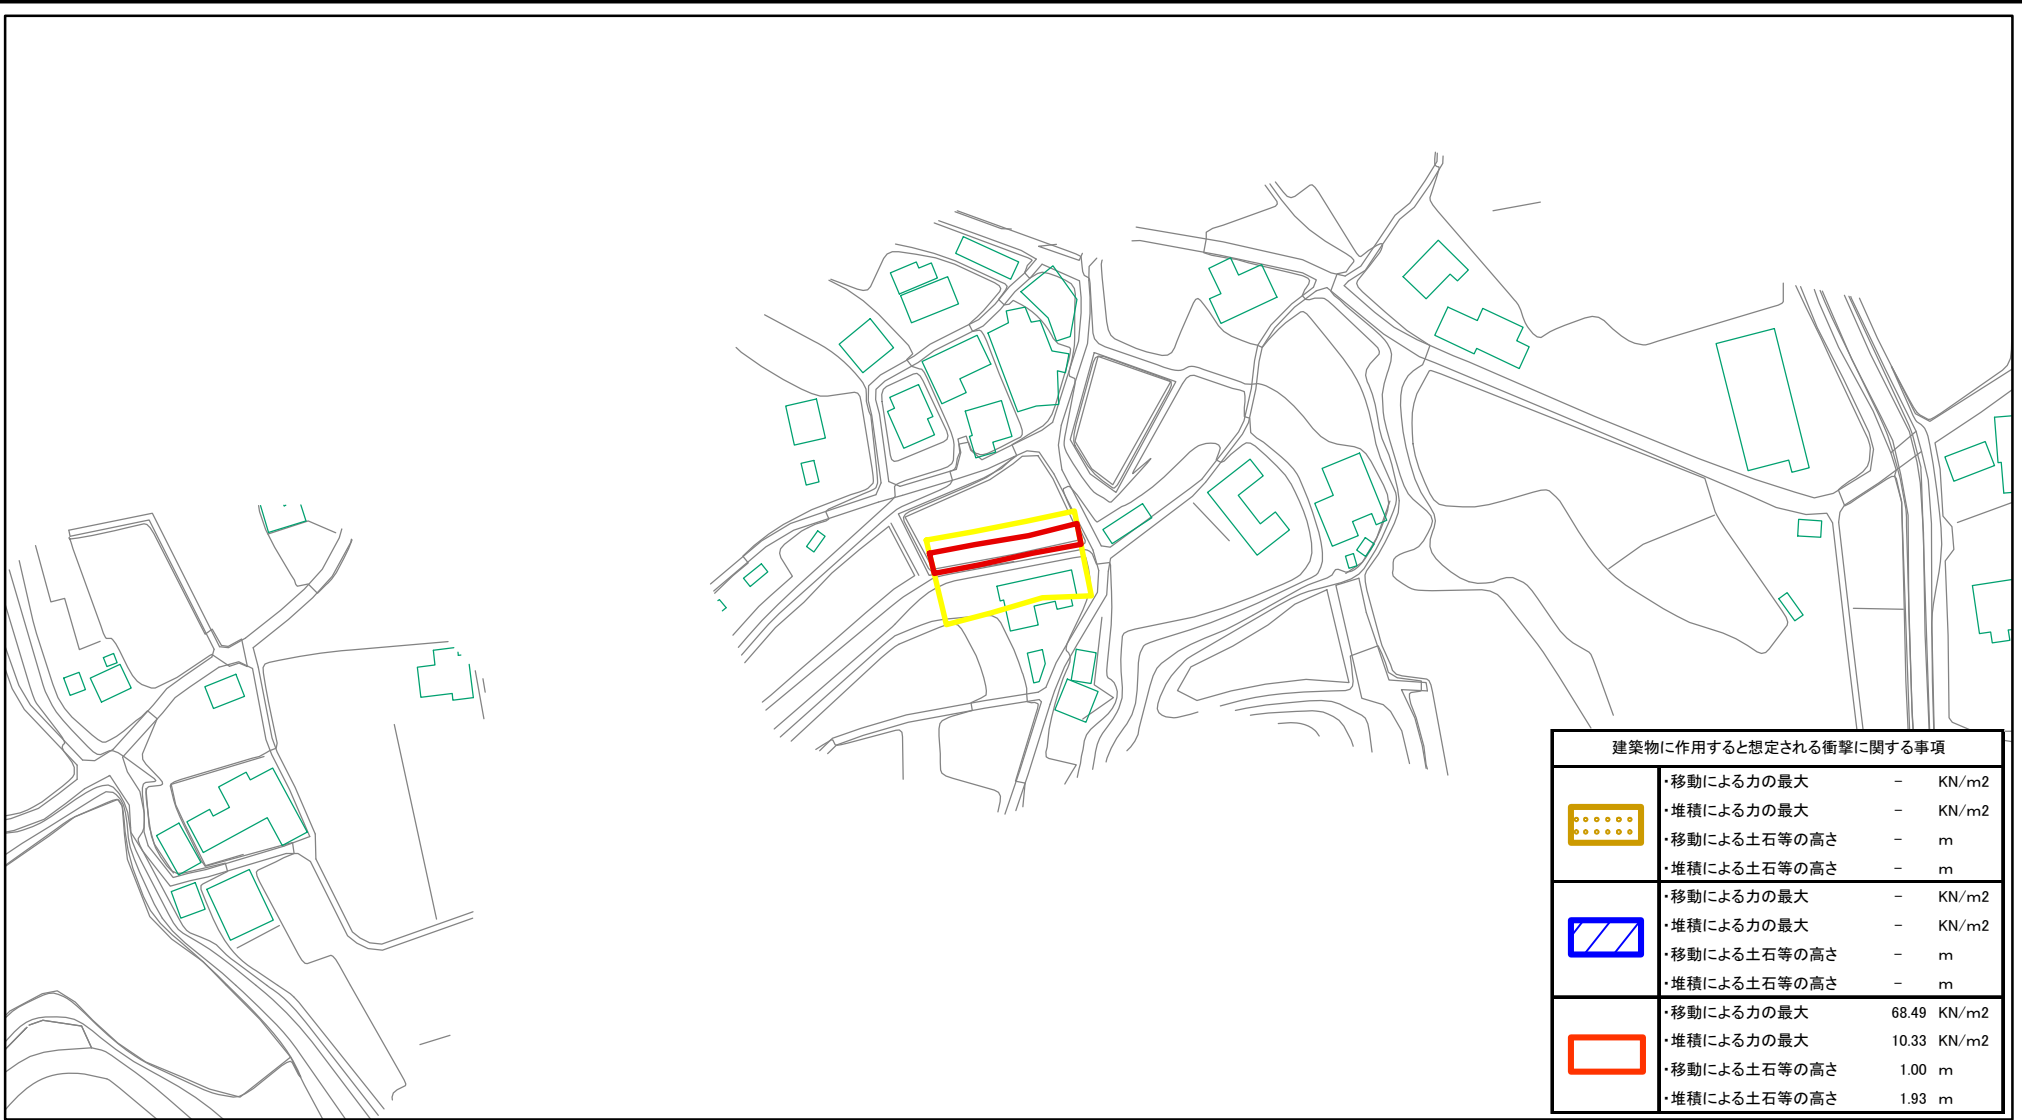 建築物に作用すると想定される衝撃に関する事項
・移動による力の最大 － KN/m2
・堆積による力の最大 － KN/m2
・移動による土石等の高さ － m
・堆積による土石等の高さ － m
・移動による力の最大 － KN/m2
・堆積による力の最大 － KN/m2
・移動による土石等の高さ － m
・堆積による土石等の高さ － m
・移動による力の最大 68.49 KN/m2
・堆積による力の最大 10.33 KN/m2
・移動による土石等の高さ 1.00 m
・堆積による土石等の高さ 1.93 m